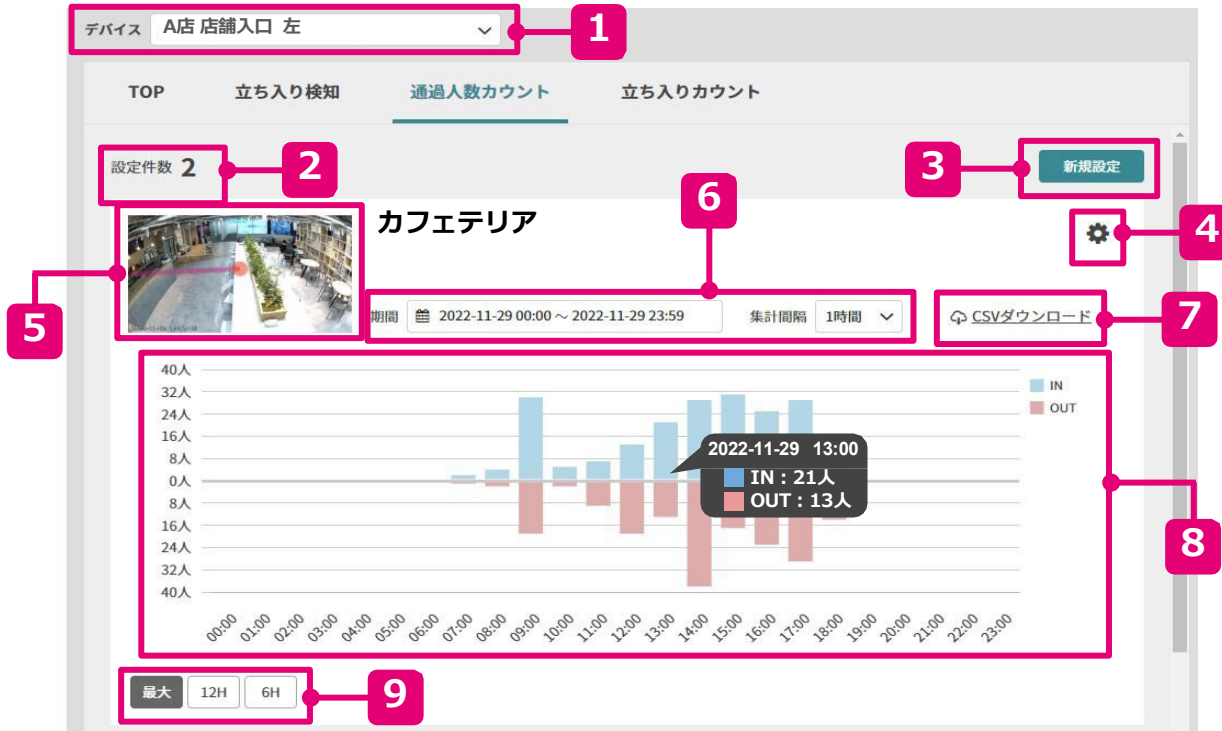 デバイス A店 店舗入口 左
1
TOP 立ち入り検知 通過人数カウント 立ち入りカウント
設定件数 2
2
3
新規設定
カフェテリア
6
4
5
期間 2022-11-29 00:00 ~ 2022-11-29 23:59 集計間隔 1時間
CSVダウンロード
7
40人
32人
24人
16人
8人
0人
8人
16人
24人
32人
40人
IN
OUT
2022-11-29 13:00
IN:21人
OUT:13人
8
00:00 01:00 02:00 03:00 04:00 05:00 06:00 07:00 08:00 09:00 10:00 11:00 12:00 13:00 14:00 15:00 16:00 17:00 18:00 19:00 20:00 21:00 22:00 23:00
最大 12H 6H
9